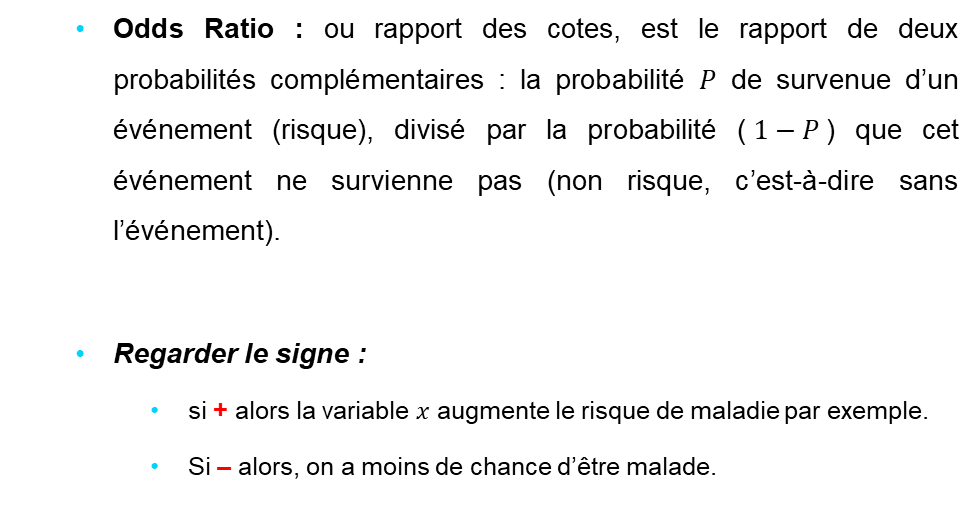 • Odds Ratio : ou rapport des cotes, est le rapport de deux
probabilités complémentaires : la probabilité P de survenue d’un
événement (risque), divisé par la probabilité ( 1 − P ) que cet
événement ne survienne pas (non risque, c’est-à-dire sans
l’événement).
• Regarder le signe :
• si + alors la variable x augmente le risque de maladie par exemple.
• Si – alors, on a moins de chance d’être malade.